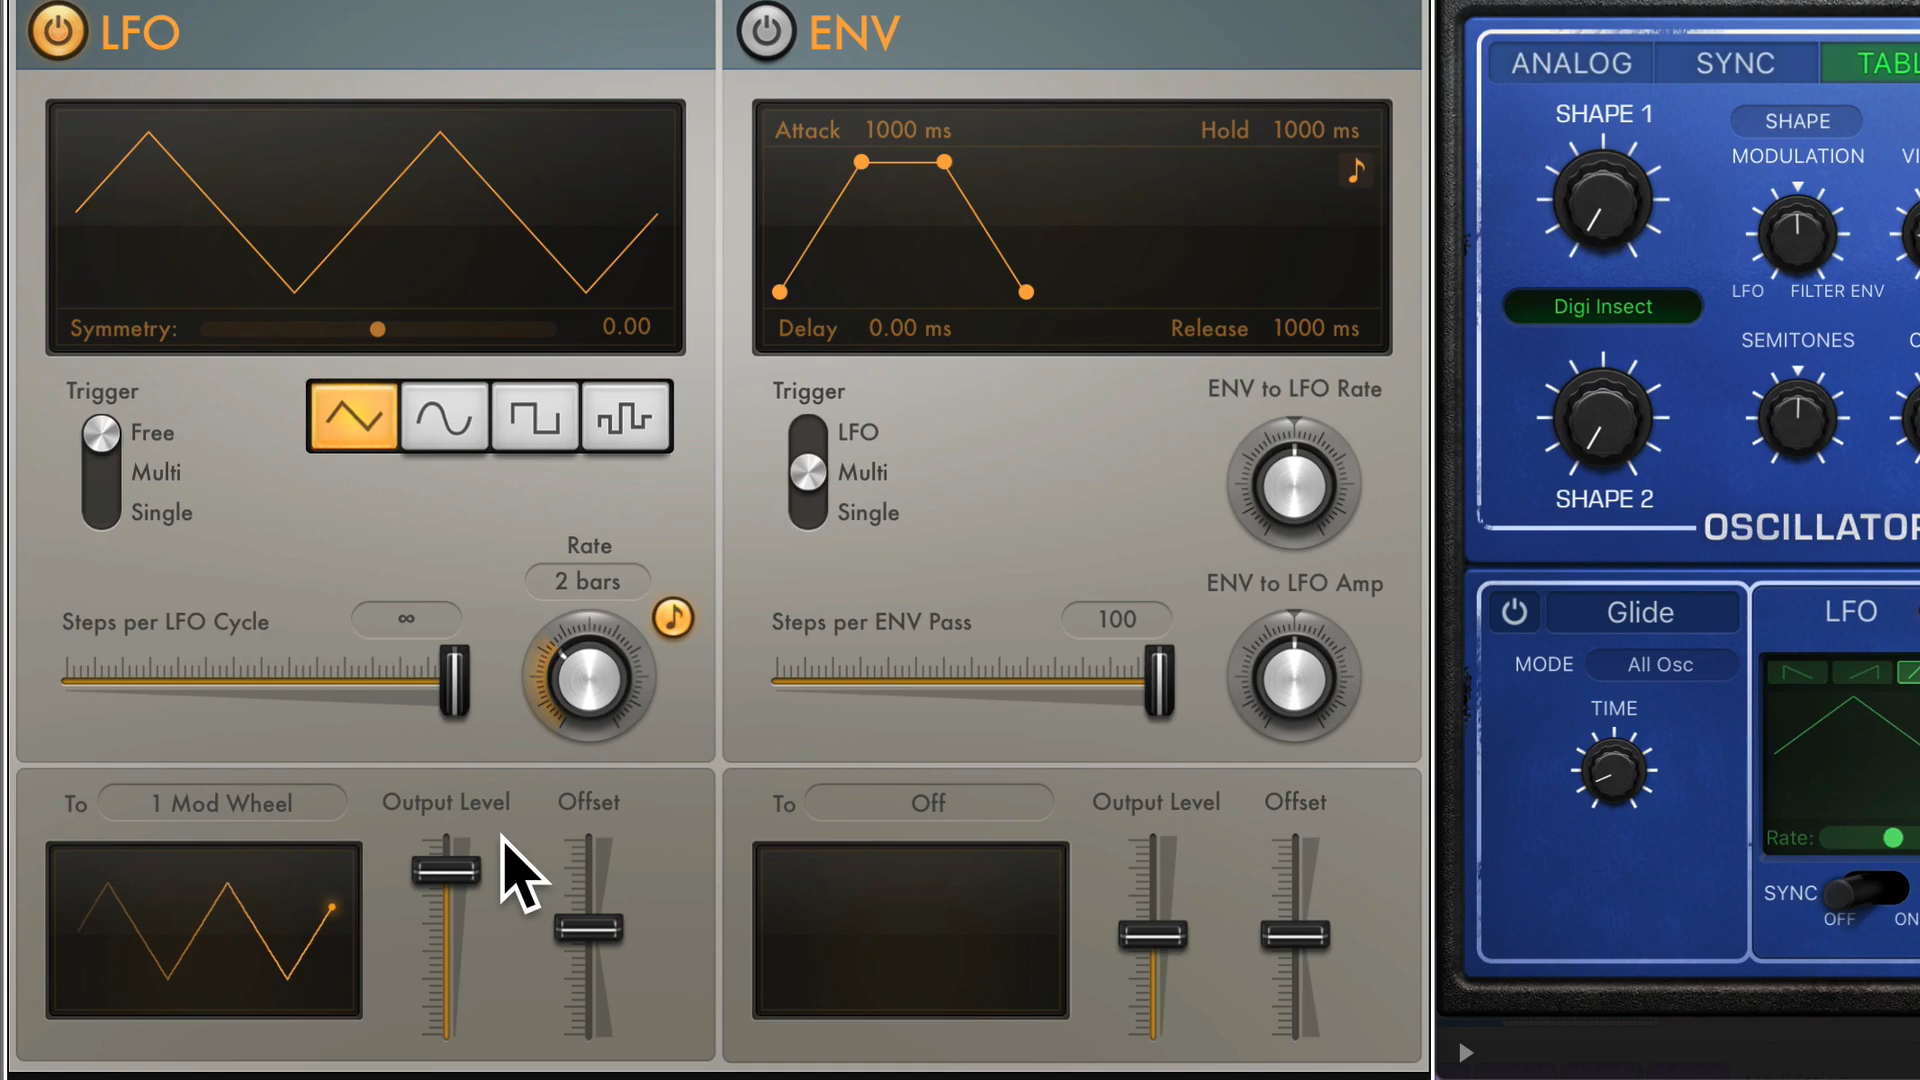 LFO
Symmetry: 0.00
Trigger
Free
Multi
Single
Rate
2 bars
Steps per LFO Cycle ∞
To 1 Mod Wheel Output Level Offset
ENV
Attack 1000 ms Hold 1000 ms
Delay 0.00 ms Release 1000 ms
Trigger
LFO
Multi
Single
ENV to LFO Rate
ENV to LFO Amp
Steps per ENV Pass 100
To Off Output Level Offset
ANALOG SYNC TABL
SHAPE 1
SHAPE
MODULATION VI
LFO FILTER ENV
Digi Insect
SEMITONES
SHAPE 2
OSCILLATOR
Glide
MODE All Osc
TIME
LFO
Rate:
SYNC
OFF ON